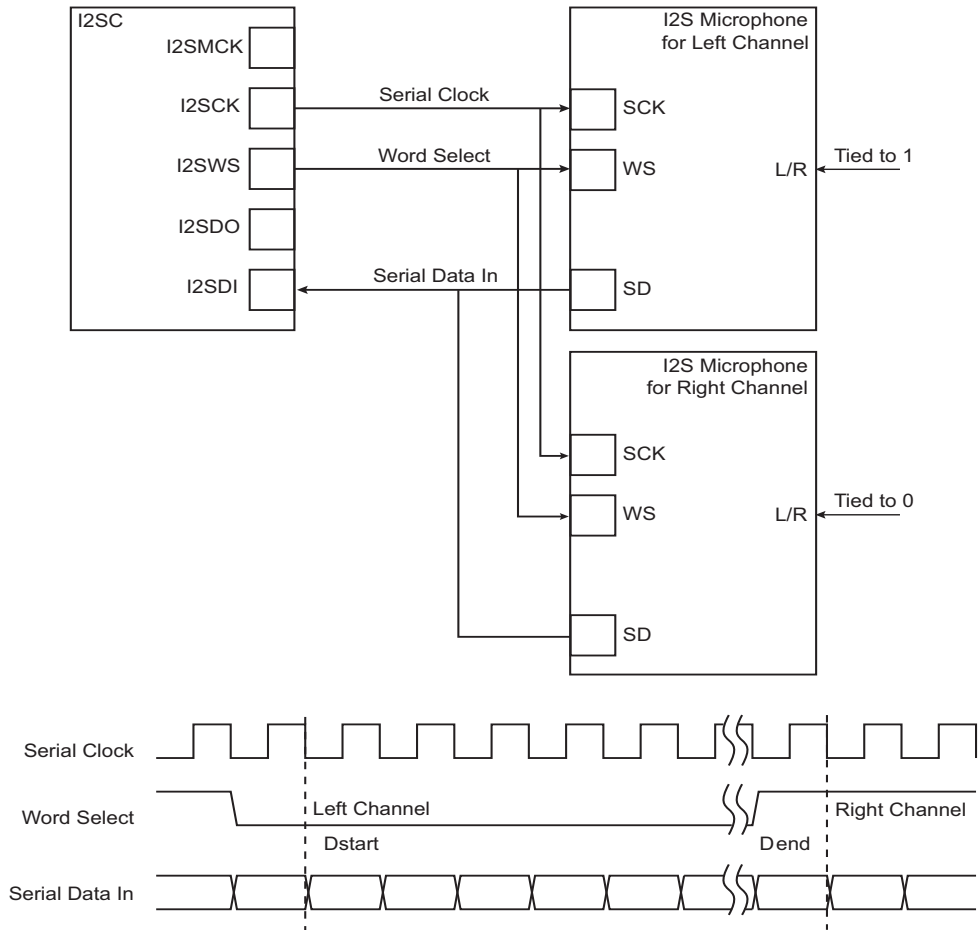 I2SC
I2SMCK
I2SCK
I2SWS
I2SDO
I2SDI
Serial Clock
Word Select
Serial Data In
I2S Microphone
for Left Channel
SCK
WS
SD
L/R
Tied to 1
I2S Microphone
for Right Channel
SCK
WS
SD
L/R
Tied to 0
Serial Clock
Word Select
Left Channel
Right Channel
Dstart
Dend
Serial Data In